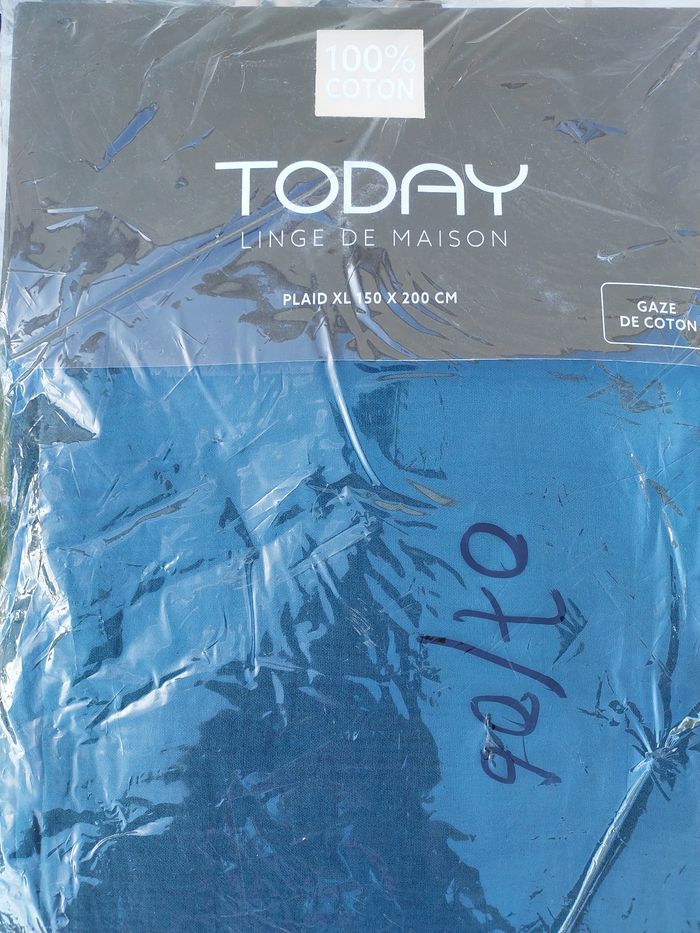 100%
COTON
TODAY
LINGE DE MAISON
PLAID XL 150 X 200 CM
GAZE
DE COTON
90/70